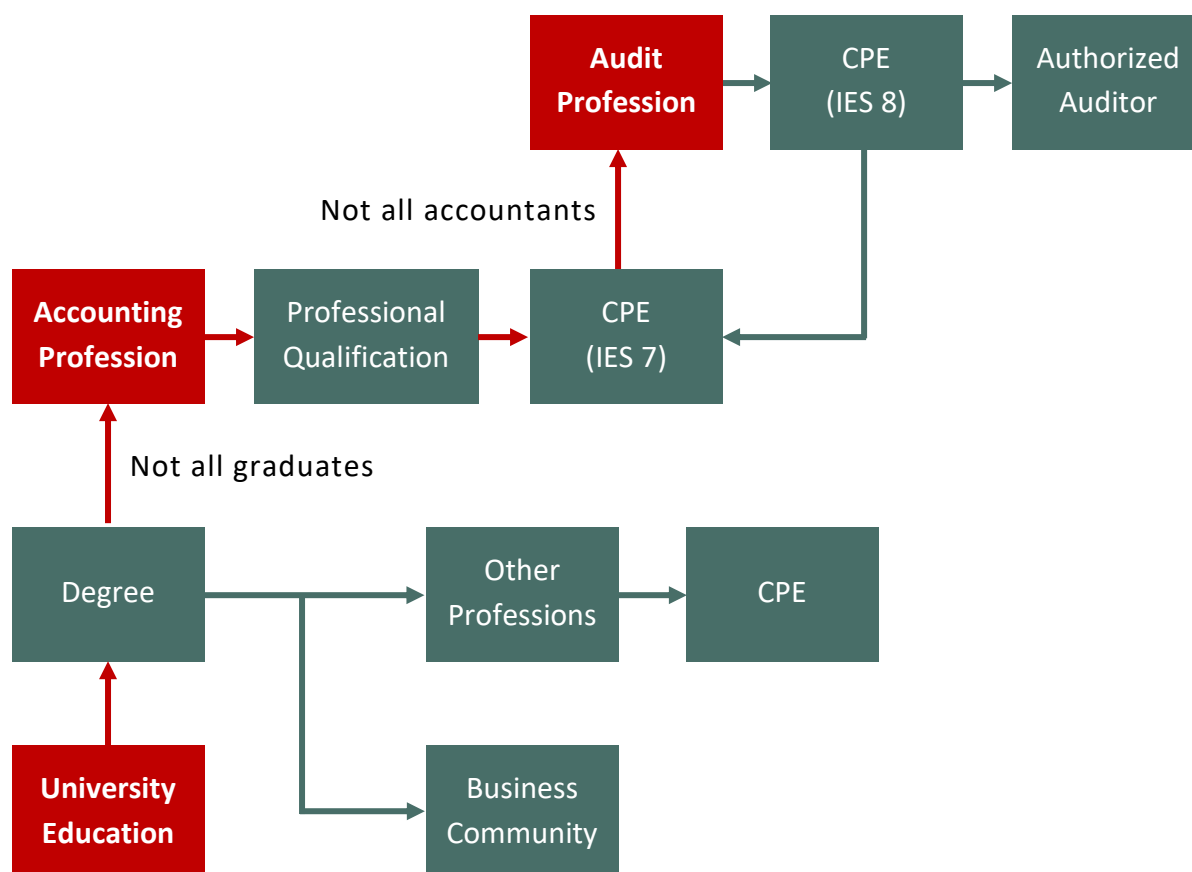 Audit
Profession
CPE
(IES 8)
Authorized
Auditor
Not all accountants
Accounting
Profession
Professional
Qualification
CPE
(IES 7)
Not all graduates
Degree
Other
Professions
CPE
University
Education
Business
Community